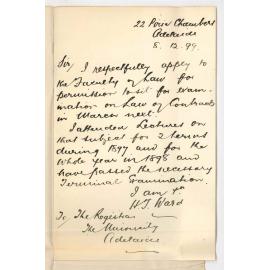 22 Pirie Chambers
Adelaide
8. 12. 99.
Sir, I respectfully apply to
the Faculty of Law for
permission to sit for exam-
ination on Law of Contracts
in March next.
I attended Lectures on
that subject for 2 terms
during 1897 and for the
whole year in 1898 and
have passed the necessary
Terminal Examination.
I am Yrs
W J Ward
To The Registrar
The University
Adelaide